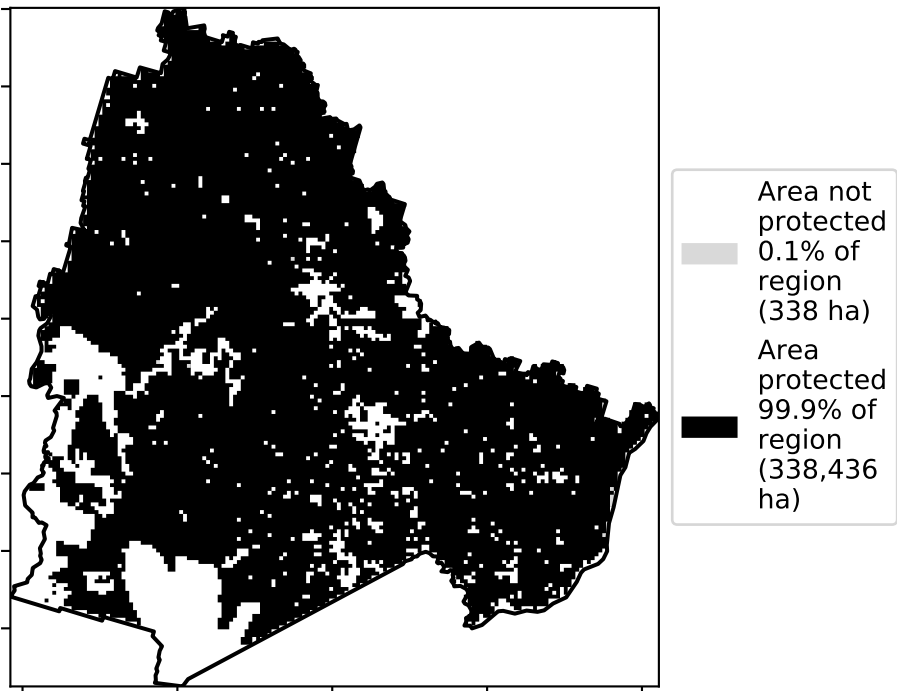 Area not
protected
0.1% of
region
(338 ha)
Area
protected
99.9% of
region
(338,436
ha)